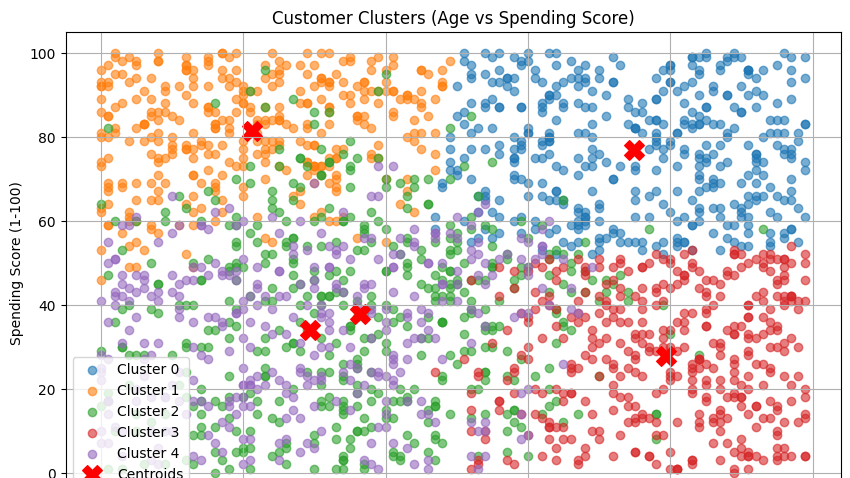 Customer Clusters (Age vs Spending Score)
100
80
60
40
20
0
Spending Score (1-100)
Cluster 0
Cluster 1
Cluster 2
Cluster 3
Cluster 4
Centroids